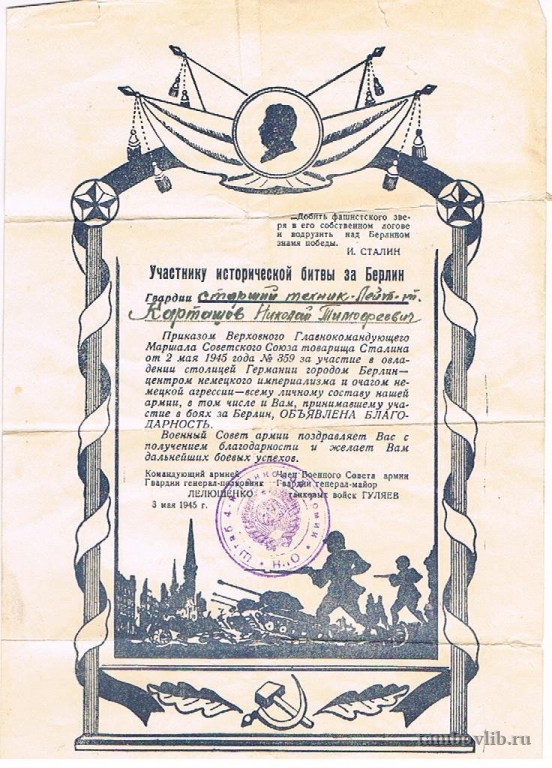 ...Добить фашистского зве-
ря в его собственном логове
и водрузить над Берлином
знамя победы.
И. СТАЛИН
Участнику исторической битвы за Берлин
Гвардии старший техник-Лейт-т.
Карташов Николай Тимофеевич
Приказом Верховного Главнокомандующего
Маршала Советского Союза товарища Сталина
от 2 мая 1945 года № 359 за участие в овла-
дении столицей Германии городом Берлин—
центром немецкого империализма и очагом не-
мецкой агрессии—всему личному составу нашей
армии, в том числе и Вам, принимавшему уча-
стие в боях за Берлин, ОБЪЯВЛЕНА БЛАГО-
ДАРНОСТЬ.
Военный Совет армии поздравляет Вас с
получением благодарности и желает Вам
дальнейших боевых успехов.
Командующий армией
Гвардии генерал-полковник
ЛЕЛЮШЕНКО
3 мая 1945 г.
Член Военного Совета армии
Гвардии генерал-майор
танковых войск ГУЛЯЕВ
tambovlib.ru